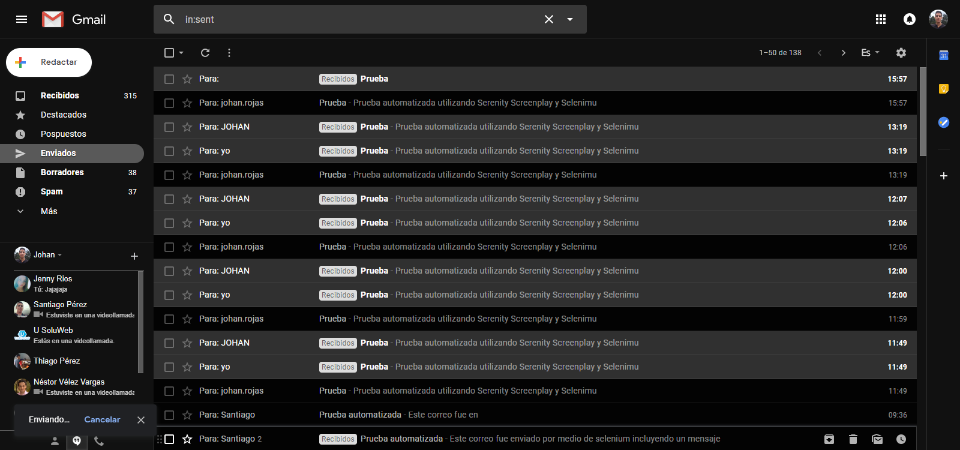 Gmail
in:sent
Redactar
1–50 de 138
Es
Recibidos 315
Destacados
Pospuestos
Enviados
Borradores 38
Spam 37
Más
Johan
Jenny Ríos
Tú: Jajajaja
Santiago Pérez
Estuviste en una videollamada
U SoluWeb
Estás en una videollamada.
Thiago Pérez
Néstor Vélez Vargas
Estuviste en una videollamada
Enviando... Cancelar
Para: Recibidos Prueba 15:57
Para: johan.rojas Prueba - Prueba automatizada utilizando Serenity Screenplay y Selenimu 15:57
Para: JOHAN Recibidos Prueba - Prueba automatizada utilizando Serenity Screenplay y Selenimu 13:19
Para: yo Recibidos Prueba - Prueba automatizada utilizando Serenity Screenplay y Selenimu 13:19
Para: johan.rojas Prueba - Prueba automatizada utilizando Serenity Screenplay y Selenimu 13:19
Para: JOHAN Recibidos Prueba - Prueba automatizada utilizando Serenity Screenplay y Selenimu 12:07
Para: yo Recibidos Prueba - Prueba automatizada utilizando Serenity Screenplay y Selenimu 12:06
Para: johan.rojas Prueba - Prueba automatizada utilizando Serenity Screenplay y Selenimu 12:06
Para: JOHAN Recibidos Prueba - Prueba automatizada utilizando Serenity Screenplay y Selenimu 12:00
Para: yo Recibidos Prueba - Prueba automatizada utilizando Serenity Screenplay y Selenimu 12:00
Para: johan.rojas Prueba - Prueba automatizada utilizando Serenity Screenplay y Selenimu 11:59
Para: JOHAN Recibidos Prueba - Prueba automatizada utilizando Serenity Screenplay y Selenimu 11:49
Para: yo Recibidos Prueba - Prueba automatizada utilizando Serenity Screenplay y Selenimu 11:49
Para: johan.rojas Prueba - Prueba automatizada utilizando Serenity Screenplay y Selenimu 11:49
Para: Santiago Prueba automatizada - Este correo fue en 09:36
Para: Santiago 2 Recibidos Prueba automatizada - Este correo fue enviado por medio de selenium incluyendo un mensaje